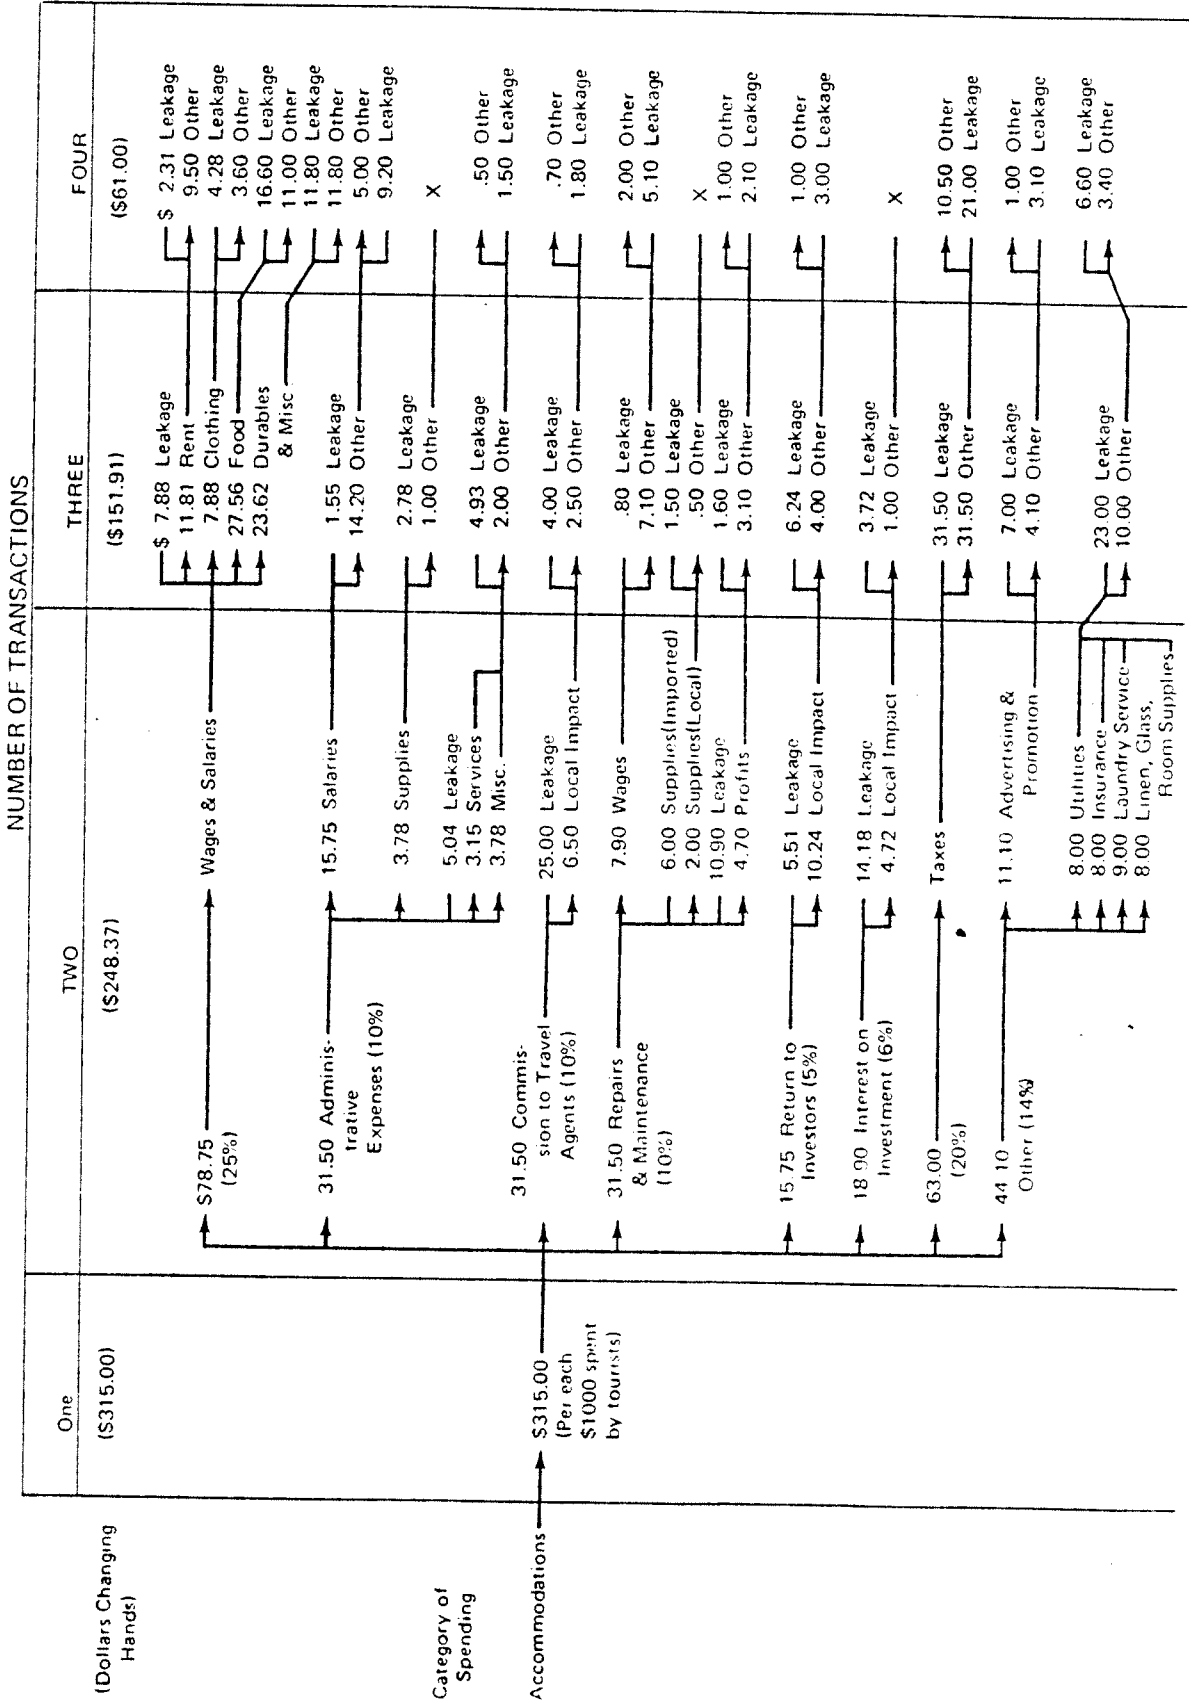 NUMBER OF TRANSACTIONS
One
TWO
THREE
FOUR
(Dollars Changing
Hands)
($315.00)
($248.37)
($151.91)
($61.00)
Category of
Spending
Accommodations
$315.00
(Per each
$1000 spent
by tourists)
$78.75
(25%)
31.50 Adminis-
trative
Expenses (10%)
31.50 Commis-
sion to Travel
Agents (10%)
31.50 Repairs
& Maintenance
(10%)
15.75 Return to
Investors (5%)
18.90 Interest on
Investment (6%)
63.00
(20%)
44.10
Other (14%)
Wages & Salaries
15.75 Salaries
3.78 Supplies
5.04 Leakage
3.15 Services
3.78 Misc.
25.00 Leakage
6.50 Local Impact
7.90 Wages
6.00 Supplies(Imported)
2.00 Supplies(Local)
10.90 Leakage
4.70 Profits
5.51 Leakage
10.24 Local Impact
14.18 Leakage
4.72 Local Impact
Taxes
11.10 Advertising &
Promotion
8.00 Utilities
8.00 Insurance
9.00 Laundry Service
8.00 Linen, Glass,
Room Supplies
$ 7.88 Leakage
11.81 Rent
7.88 Clothing
27.56 Food
23.62 Durables
& Misc
1.55 Leakage
14.20 Other
2.78 Leakage
1.00 Other
4.93 Leakage
2.00 Other
4.00 Leakage
2.50 Other
.80 Leakage
7.10 Other
1.50 Leakage
.50 Other
1.60 Leakage
3.10 Other
6.24 Leakage
4.00 Other
3.72 Leakage
1.00 Other
31.50 Leakage
31.50 Other
7.00 Leakage
4.10 Other
23.00 Leakage
10.00 Other
$ 2.31 Leakage
9.50 Other
4.28 Leakage
3.60 Other
16.60 Leakage
11.00 Other
11.80 Leakage
11.80 Other
5.00 Other
9.20 Leakage
X
.50 Other
1.50 Leakage
.70 Other
1.80 Leakage
2.00 Other
5.10 Leakage
X
1.00 Other
2.10 Leakage
1.00 Other
3.00 Leakage
X
10.50 Other
21.00 Leakage
1.00 Other
3.10 Leakage
6.60 Leakage
3.40 Other